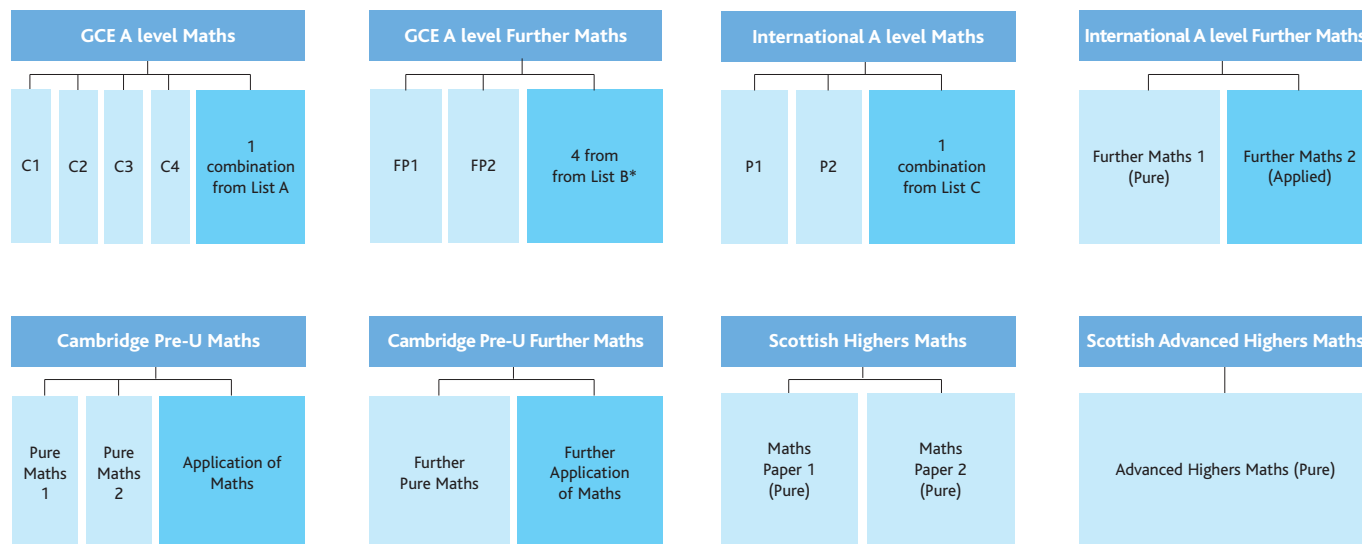 GCE A level Maths
C1
C2
C3
C4
1
combination
from List A
GCE A level Further Maths
FP1
FP2
4 from
from List B*
International A level Maths
P1
P2
1
combination
from List C
International A level Further Maths
Further Maths 1
(Pure)
Further Maths 2
(Applied)
Cambridge Pre-U Maths
Pure
Maths
1
Pure
Maths
2
Application of
Maths
Cambridge Pre-U Further Maths
Further
Pure Maths
Further
Application
of Maths
Scottish Highers Maths
Maths
Paper 1
(Pure)
Maths
Paper 2
(Pure)
Scottish Advanced Highers Maths
Advanced Highers Maths (Pure)